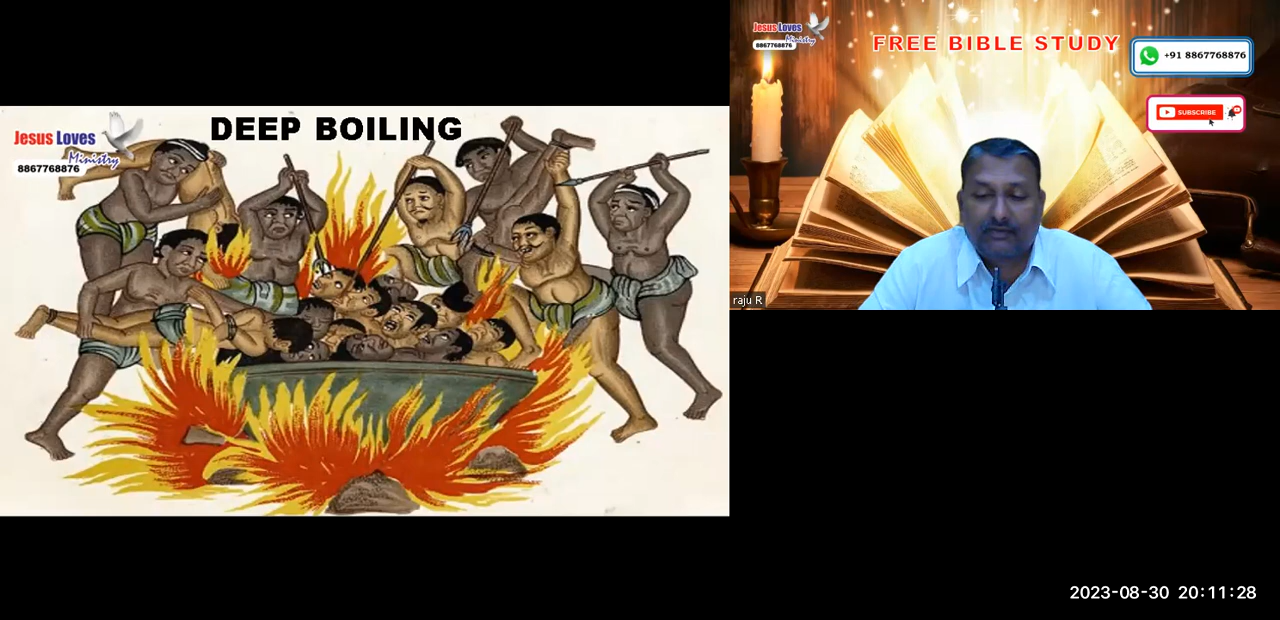 DEEP BOILING
Jesus Loves
Ministry
8867768876
Jesus Loves
Ministry
8867768876
FREE BIBLE STUDY
+91 8867768876
SUBSCRIBE
raju R
2023-08-30 20:11:28